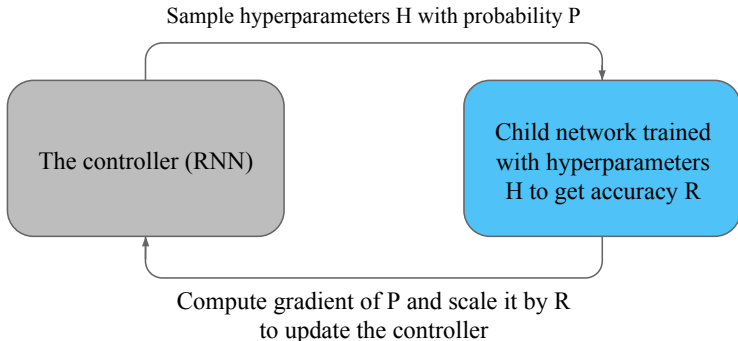 Sample hyperparameters H with probability P
The controller (RNN)
Child network trained
with hyperparameters
H to get accuracy R
Compute gradient of P and scale it by R
to update the controller